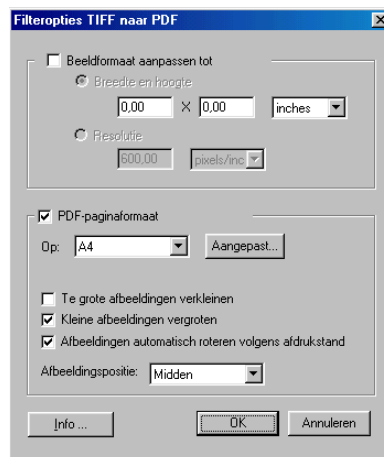 Filteropties TIFF naar PDF
Beeldformaat aanpassen tot
Breedte en hoogte
0,00 X 0,00 inches
Resolutie
600,00 pixels/inc
PDF-paginaformaat
Op: A4 Aangepast...
Te grote afbeeldingen verkleinen
Kleine afbeeldingen vergroten
Afbeeldingen automatisch roteren volgens afdrukstand
Afbeeldingspositie: Midden
Info ... OK Annuleren